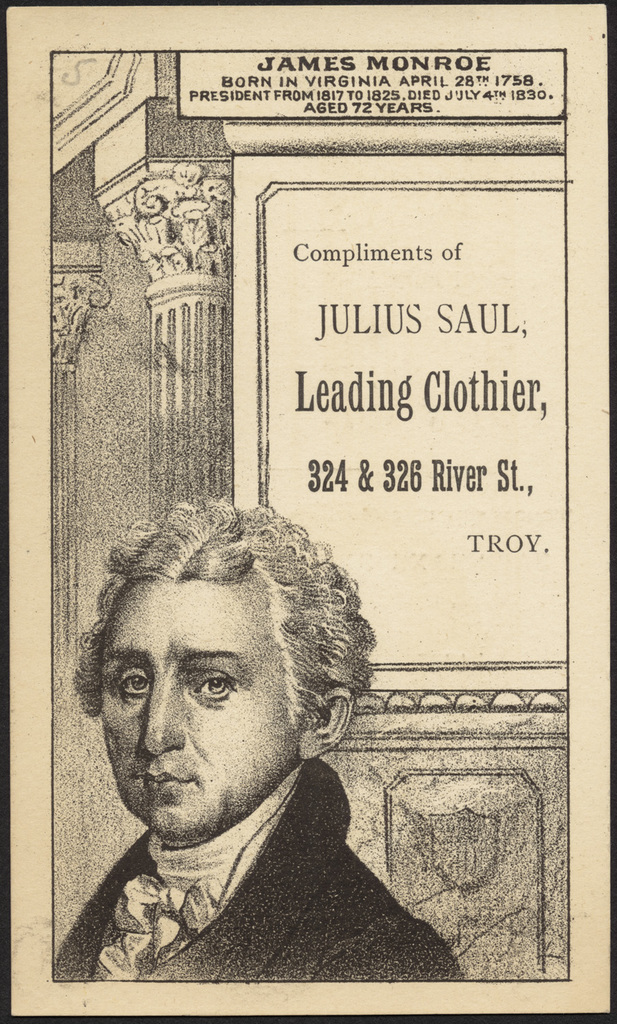 5
JAMES MONROE
BORN IN VIRGINIA APRIL 28TH 1758.
PRESIDENT FROM 1817 TO 1825. DIED JULY 4TH 1830.
AGED 72 YEARS.
Compliments of
JULIUS SAUL,
Leading Clothier,
324 & 326 River St.,
TROY.